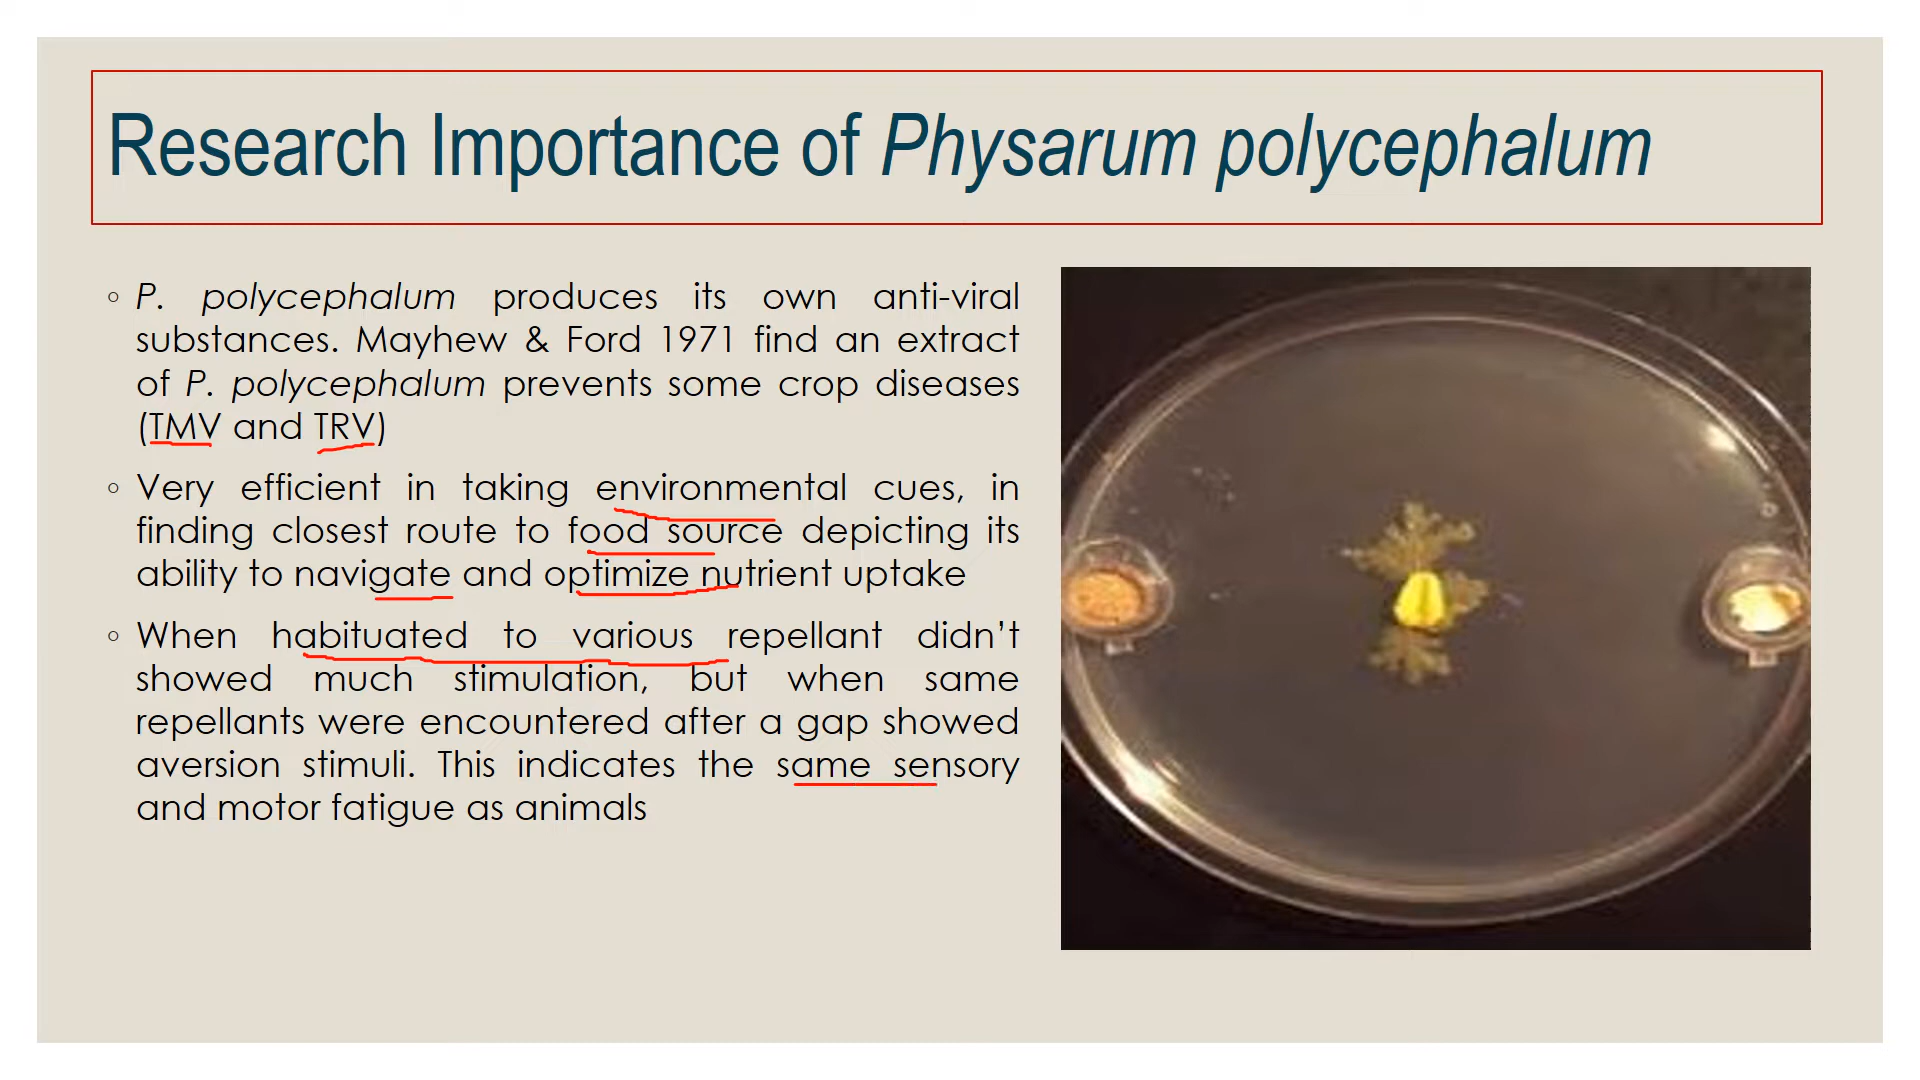 Research Importance of Physarum polycephalum
◦ P. polycephalum produces its own anti-viral
substances. Mayhew & Ford 1971 find an extract
of P. polycephalum prevents some crop diseases
(TMV and TRV)
◦ Very efficient in taking environmental cues, in
finding closest route to food source depicting its
ability to navigate and optimize nutrient uptake
◦ When habituated to various repellant didn't
showed much stimulation, but when same
repellants were encountered after a gap showed
aversion stimuli. This indicates the same sensory
and motor fatigue as animals